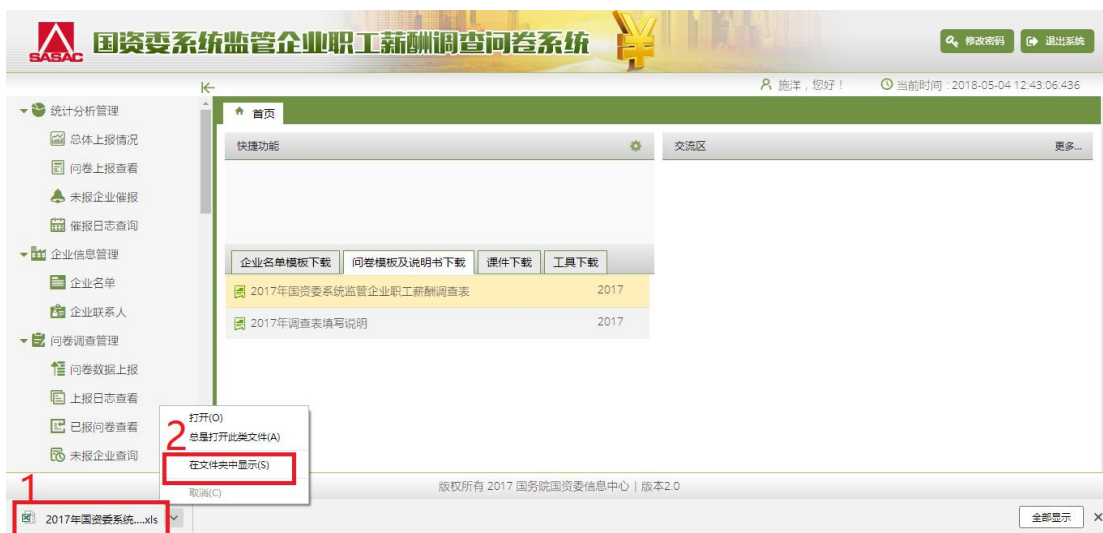 SASAC
国资委系统监管企业职工薪酬调查问卷系统
修改密码
退出系统
施洋，您好！
当前时间：2018-05-04 12:43:06:436
统计分析管理
总体上报情况
问卷上报查看
未报企业催报
催报日志查询
企业信息管理
企业名单
企业联系人
问卷调查管理
问卷数据上报
上报日志查看
已报问卷查看
未报企业查询
首页
快捷功能
交流区
更多...
企业名单模板下载
问卷模板及说明书下载
课件下载
工具下载
2017年国资委系统监管企业职工薪酬调查表
2017
2017年调查表填写说明
2017
打开(O)
总是打开此类文件(A)
在文件夹中显示(S)
取消(C)
2
1
版权所有 2017 国务院国资委信息中心 | 版本2.0
2017年国资委系统....xls
全部显示